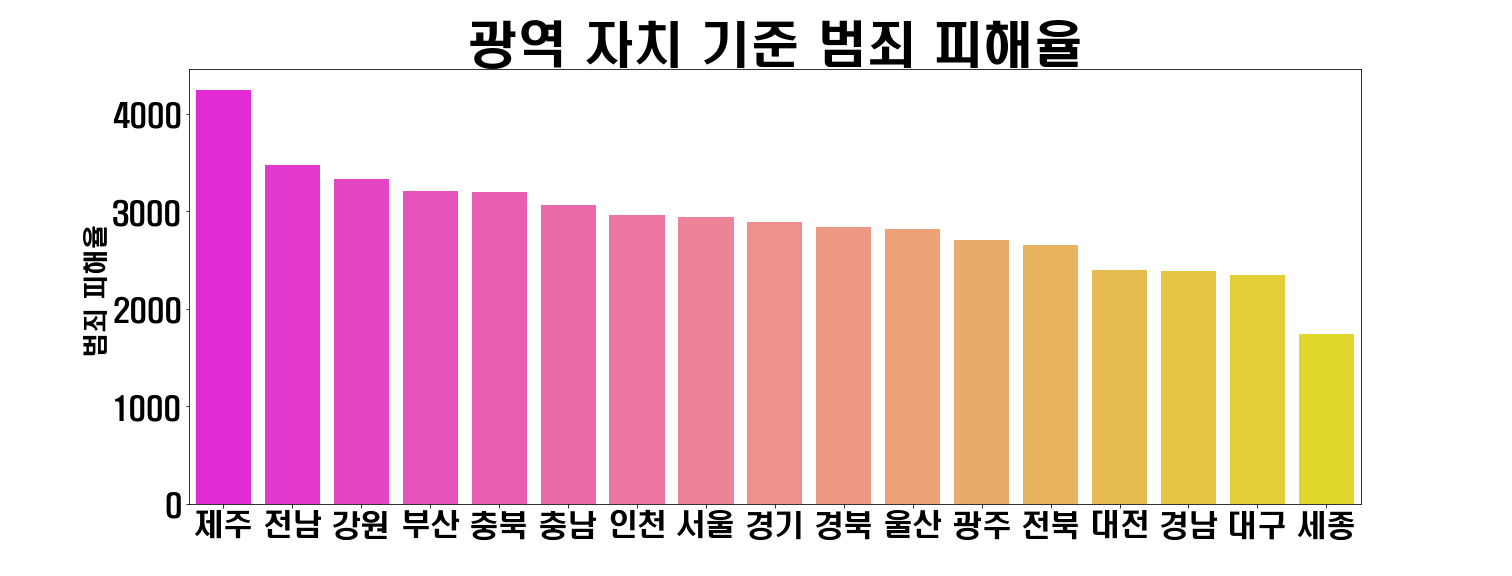 광역 자치 기준 범죄 피해율
범죄 피해율
4000
3000
2000
1000
0
제주 전남 강원 부산 충북 충남 인천 서울 경기 경북 울산 광주 전북 대전 경남 대구 세종